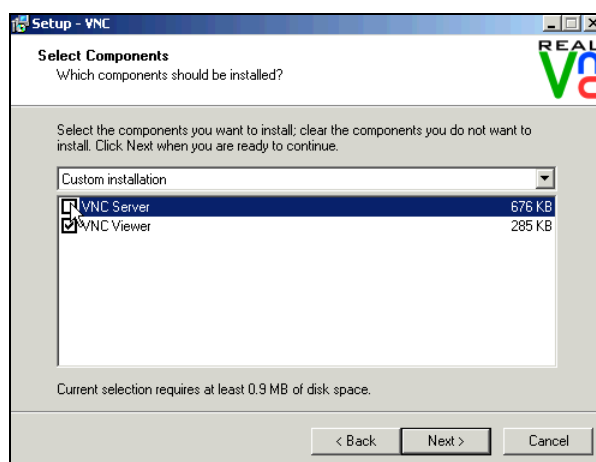 Setup - VNC
Select Components
Which components should be installed?
REAL
Vnc
Select the components you want to install; clear the components you do not want to
install. Click Next when you are ready to continue.
Custom installation
VNC Server 676 KB
VNC Viewer 285 KB
Current selection requires at least 0.9 MB of disk space.
< Back Next > Cancel